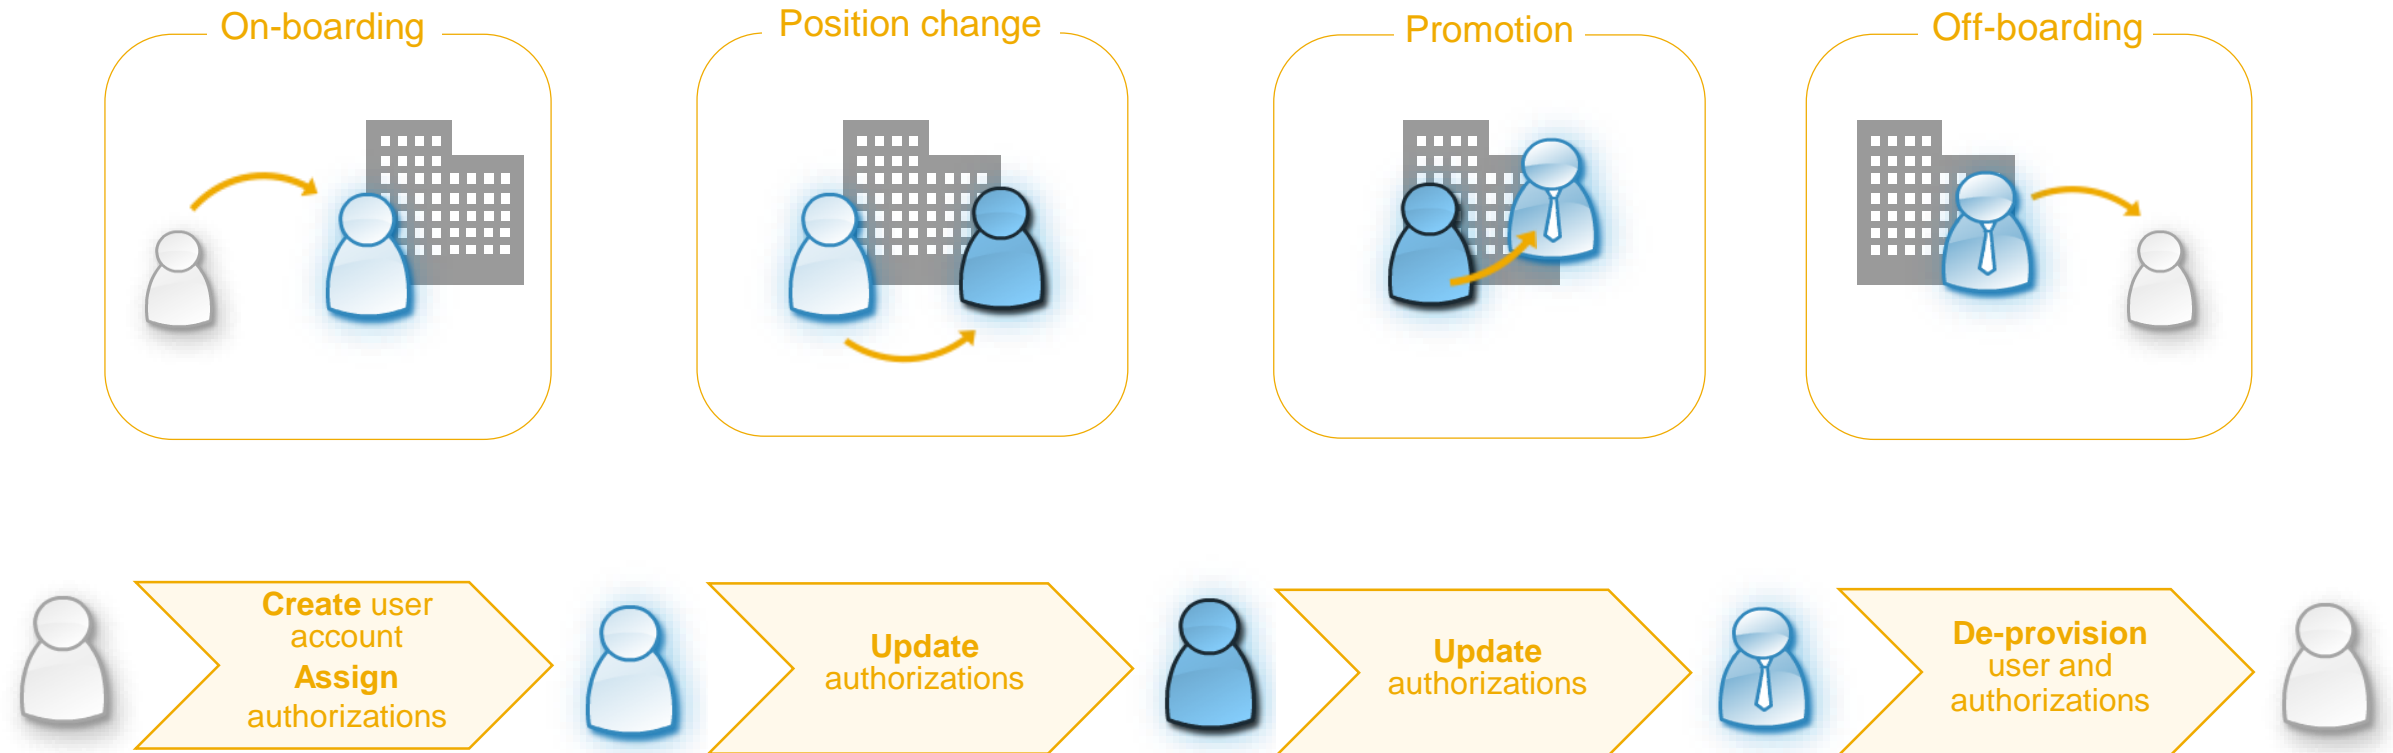 On-boarding
Position change
Promotion
Off-boarding
Create user
account
Assign
authorizations
Update
authorizations
Update
authorizations
De-provision
user and
authorizations